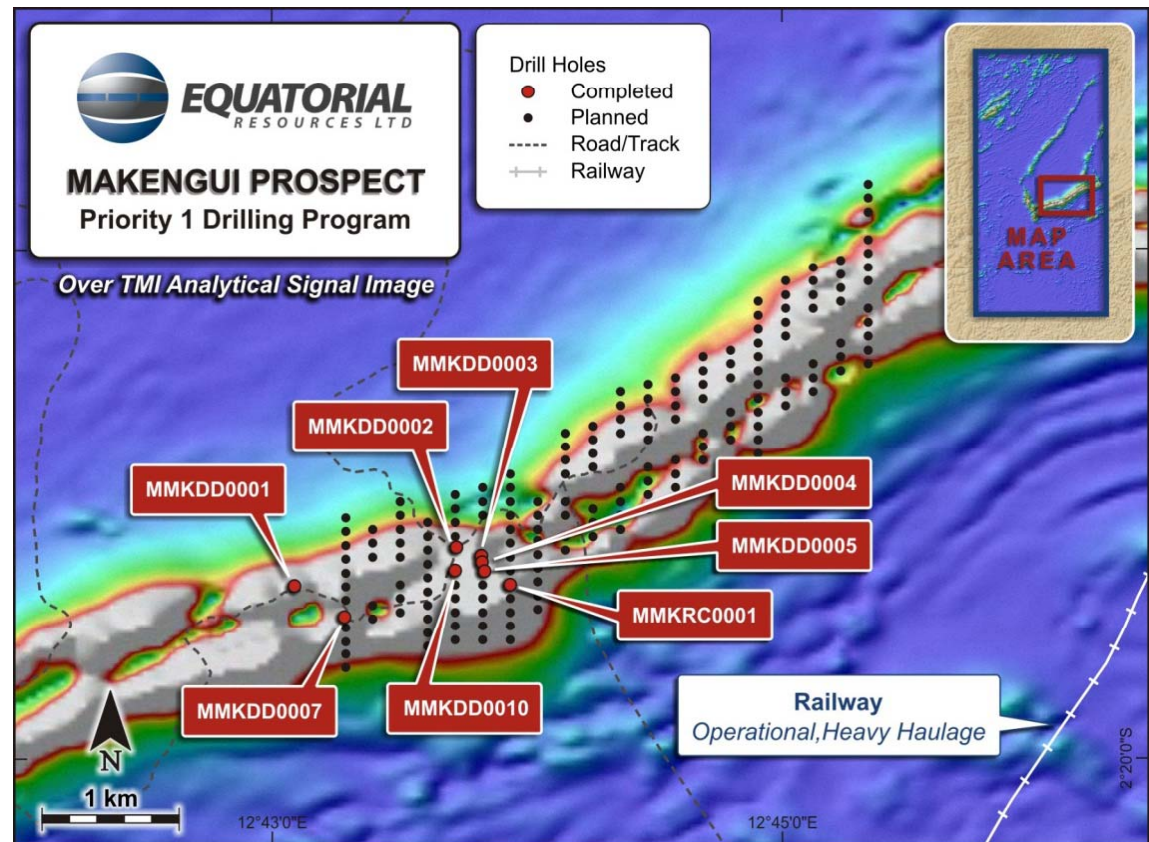 EQUATORIAL
RESOURCES LTD
MAKENGUI PROSPECT
Priority 1 Drilling Program
Over TMI Analytical Signal Image
Drill Holes
Completed
Planned
Road/Track
Railway
MAP
AREA
MMKDD0003
MMKDD0002
MMKDD0001
MMKDD0004
MMKDD0005
MMKRC0001
MMKDD0007
MMKDD0010
Railway
Operational,Heavy Haulage
N
1 km
12°43'0"E
12°45'0"E
2°20'0"S